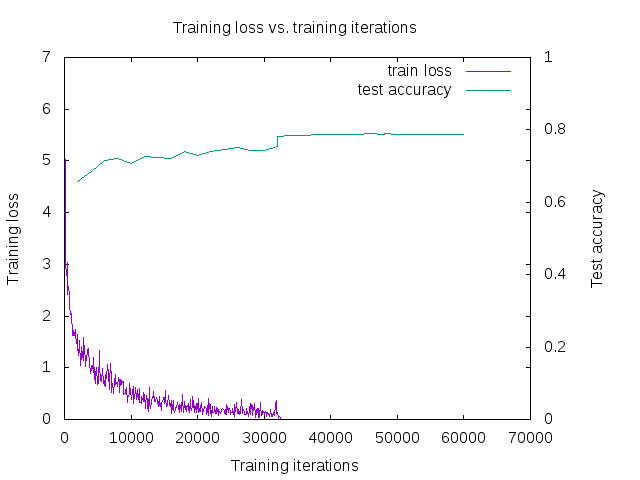 Training loss vs. training iterations
7 1
train loss
test accuracy
6
0.8
5
0.6
4
Training loss
Test accuracy
3
0.4
2
0.2
1
0 0
0 10000 20000 30000 40000 50000 60000 70000
Training iterations